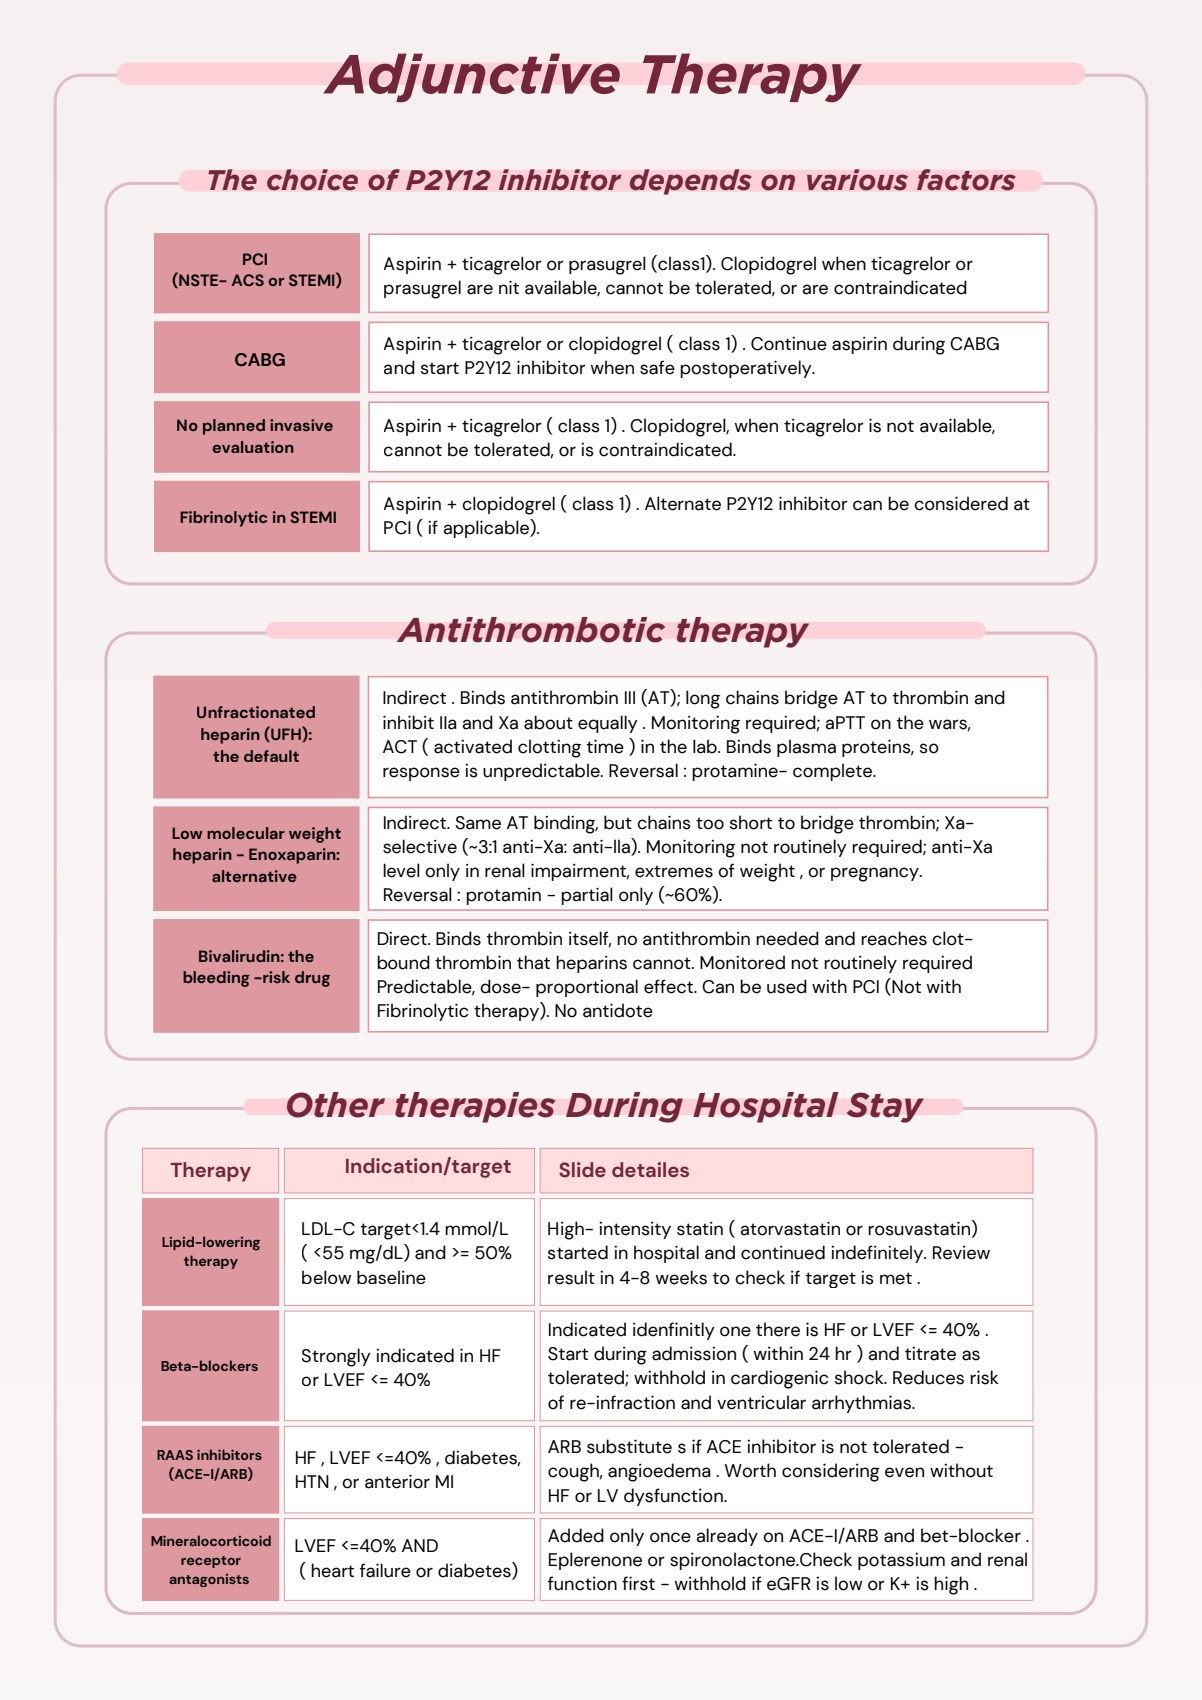 Adjunctive Therapy
The choice of P2Y12 inhibitor depends on various factors
PCI
(NSTE- ACS or STEMI)
Aspirin + ticagrelor or prasugrel (class1). Clopidogrel when ticagrelor or
prasugrel are nit available, cannot be tolerated, or are contraindicated
CABG
Aspirin + ticagrelor or clopidogrel ( class 1) . Continue aspirin during CABG
and start P2Y12 inhibitor when safe postoperatively.
No planned invasive
evaluation
Aspirin + ticagrelor ( class 1) . Clopidogrel, when ticagrelor is not available,
cannot be tolerated, or is contraindicated.
Fibrinolytic in STEMI
Aspirin + clopidogrel ( class 1) . Alternate P2Y12 inhibitor can be considered at
PCI ( if applicable).
Antithrombotic therapy
Unfractionated
heparin (UFH):
the default
Indirect . Binds antithrombin III (AT); long chains bridge AT to thrombin and
inhibit IIa and Xa about equally . Monitoring required; aPTT on the wars,
ACT ( activated clotting time ) in the lab. Binds plasma proteins, so
response is unpredictable. Reversal : protamine- complete.
Low molecular weight
heparin - Enoxaparin:
alternative
Indirect. Same AT binding, but chains too short to bridge thrombin; Xa-
selective (~3:1 anti-Xa: anti-IIa). Monitoring not routinely required; anti-Xa
level only in renal impairment, extremes of weight , or pregnancy.
Reversal : protamin - partial only (~60%).
Bivalirudin: the
bleeding -risk drug
Direct. Binds thrombin itself, no antithrombin needed and reaches clot-
bound thrombin that heparins cannot. Monitored not routinely required
Predictable, dose- proportional effect. Can be used with PCI (Not with
Fibrinolytic therapy). No antidote
Other therapies During Hospital Stay
Therapy
Indication/target
Slide detailes
Lipid-lowering
therapy
LDL-C target<1.4 mmol/L
( <55 mg/dL) and >= 50%
below baseline
High- intensity statin ( atorvastatin or rosuvastatin)
started in hospital and continued indefinitely. Review
result in 4-8 weeks to check if target is met .
Beta-blockers
Strongly indicated in HF
or LVEF <= 40%
Indicated idenfinitly one there is HF or LVEF <= 40% .
Start during admission ( within 24 hr ) and titrate as
tolerated; withhold in cardiogenic shock. Reduces risk
of re-infraction and ventricular arrhythmias.
RAAS inhibitors
(ACE-I/ARB)
HF , LVEF <=40% , diabetes,
HTN , or anterior MI
ARB substitute s if ACE inhibitor is not tolerated -
cough, angioedema . Worth considering even without
HF or LV dysfunction.
Mineralocorticoid
receptor
antagonists
LVEF <=40% AND
( heart failure or diabetes)
Added only once already on ACE-I/ARB and bet-blocker .
Eplerenone or spironolactone.Check potassium and renal
function first - withhold if eGFR is low or K+ is high .